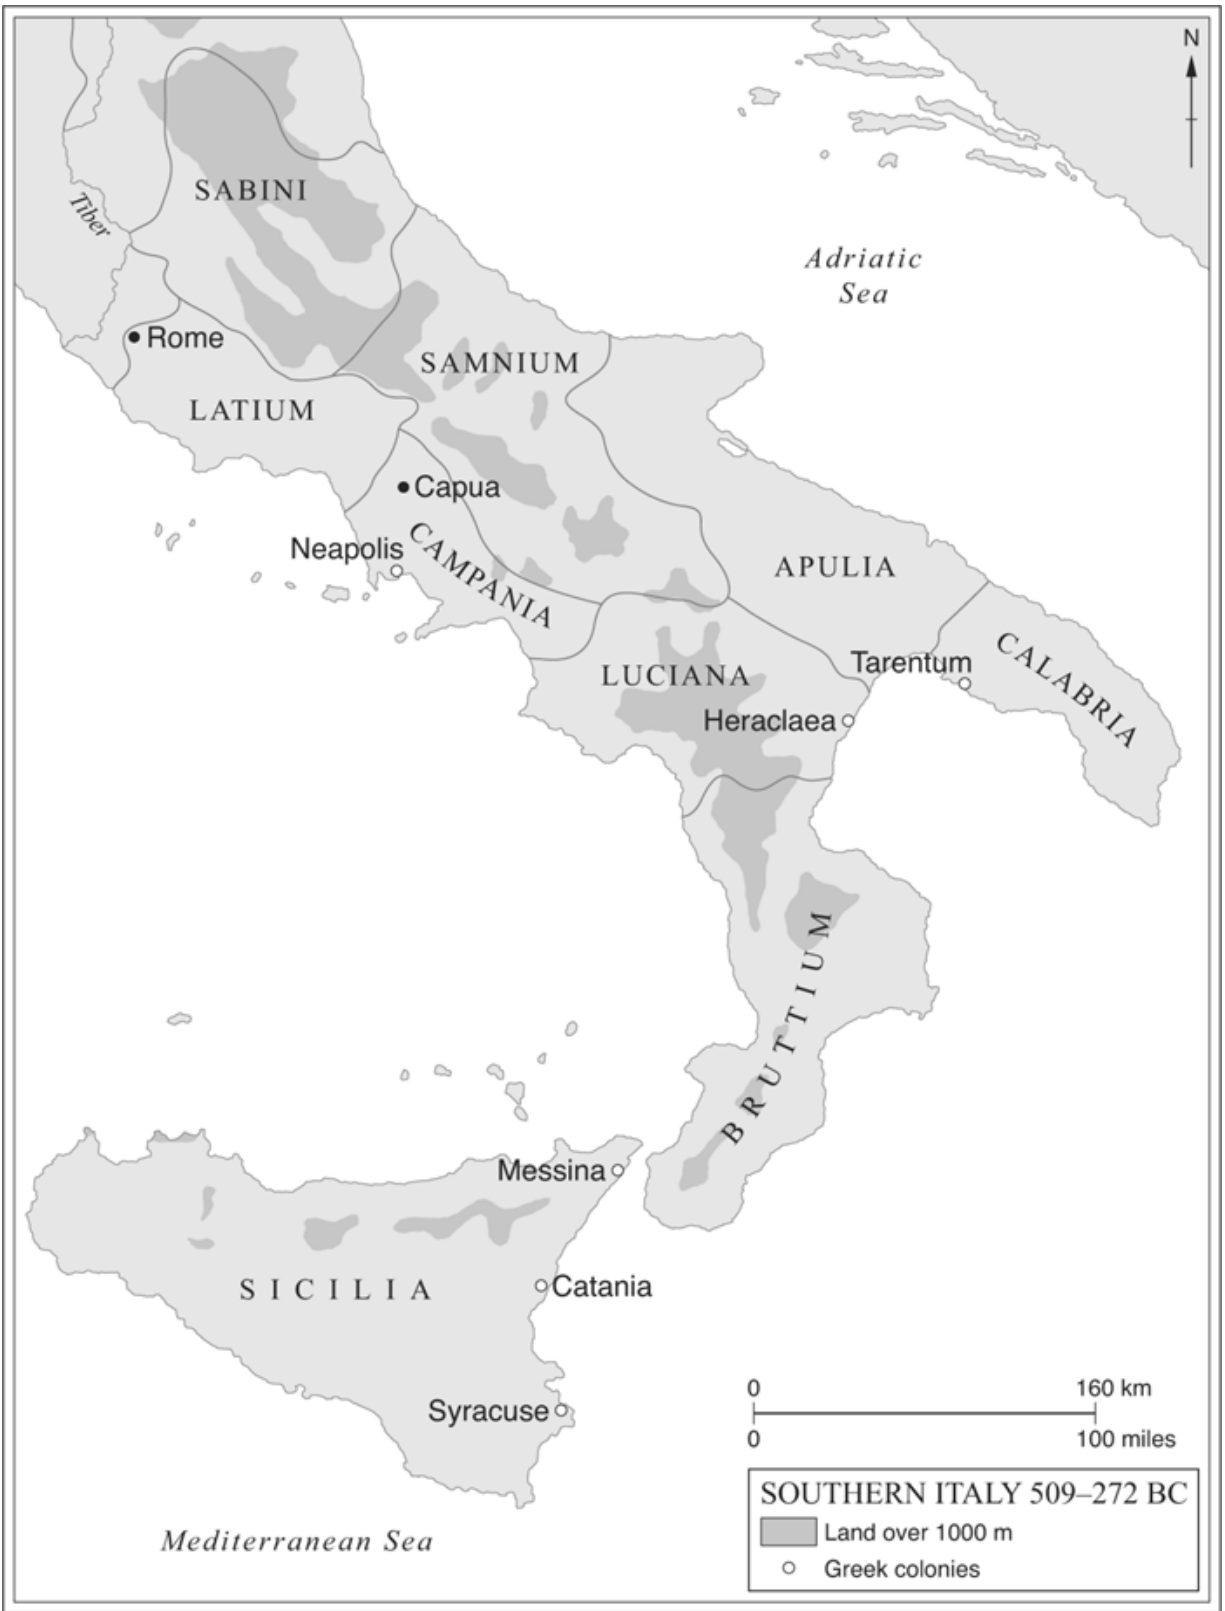 N
SABINI
Tiber
Adriatic
Sea
Rome
SAMNIUM
LATIUM
Capua
Neapolis
CAMPANIA
APULIA
CALABRIA
Tarentum
LUCIANA
Heraclaea
BRUTTIUM
Messina
SICILIA
Catania
Syracuse
0 160 km
0 100 miles
SOUTHERN ITALY 509–272 BC
Land over 1000 m
Greek colonies
Mediterranean Sea